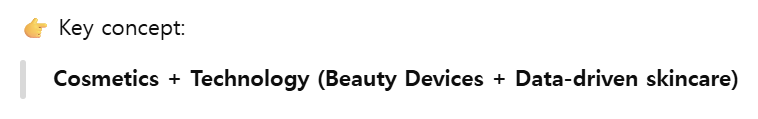 👉 Key concept:
Cosmetics + Technology (Beauty Devices + Data-driven skincare)